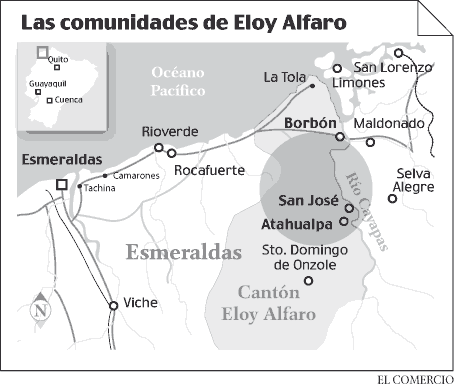 Las comunidades de Eloy Alfaro
Quito
Guayaquil
Cuenca
Océano
Pacífico
La Tola
San Lorenzo
Limones
Borbón
Maldonado
Rioverde
Rocafuerte
Esmeraldas
Camarones
Tachina
Selva
Alegre
San José
Atahualpa
Río Cayapas
Esmeraldas
Sto. Domingo
de Onzole
Cantón
Eloy Alfaro
Viche
N
EL COMERCIO